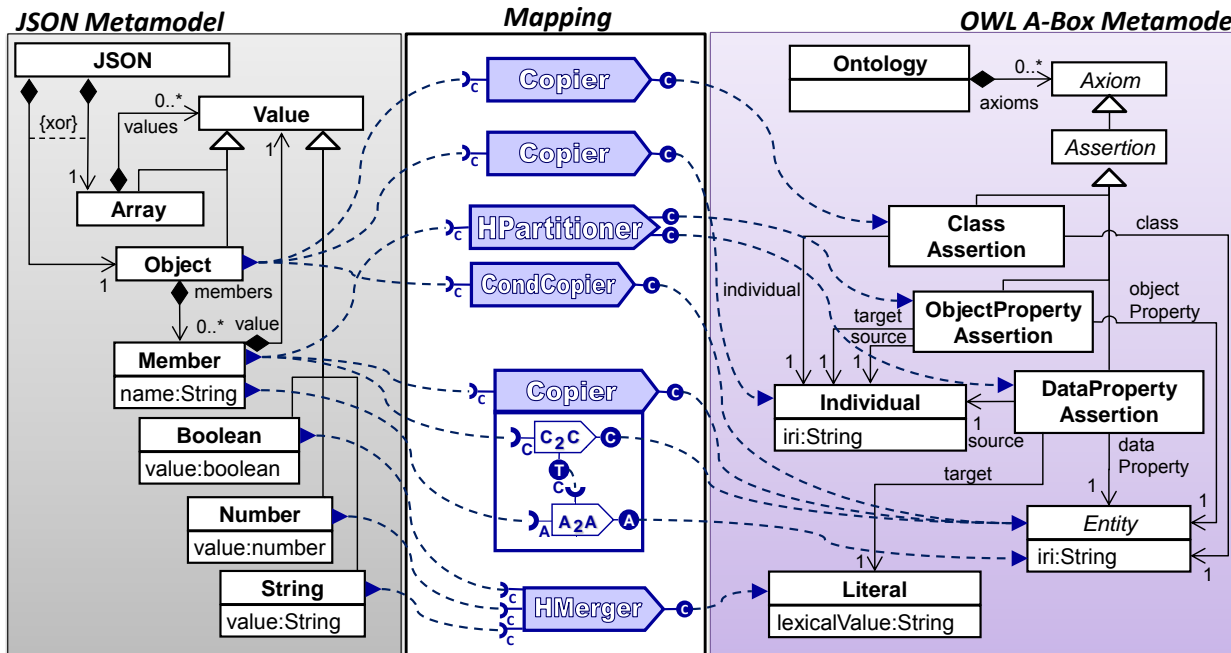 JSON Metamodel
Mapping
OWL A-Box Metamode
JSON
{xor}
0..*
values
Value
1
1
Array
Object
1
members
0..*
value
Member
name:String
Boolean
value:boolean
Number
value:number
String
value:String
Copier
C
C
Copier
C
C
HPartitioner
C
C
C
CondCopier
C
C
Copier
C
C
C2C
C
C
T
C
A2A
A
A
HMerger
C
C
C
C
Ontology
0..*
axioms
Axiom
Assertion
Class
Assertion
class
individual
object
Property
ObjectProperty
Assertion
target
source
1
1
1
DataProperty
Assertion
Individual
iri:String
1
source
data
Property
target
1
1
Entity
iri:String
1
1
Literal
lexicalValue:String